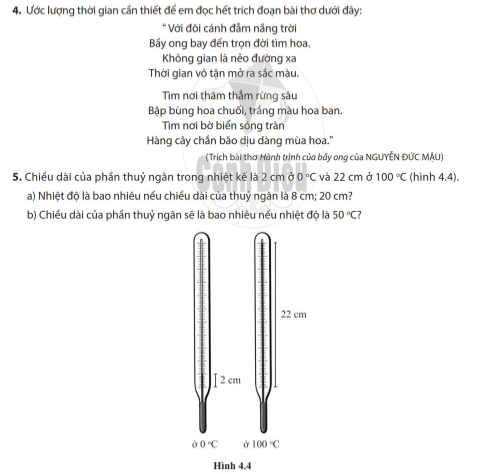 4. Ước lượng thời gian cần thiết để em đọc hết trích đoạn bài thơ dưới đây:
“ Với đôi cánh đẫm nắng trời
Bầy ong bay đến trọn đời tìm hoa.
Không gian là nẻo đường xa
Thời gian vô tận mở ra sắc màu.
Tìm nơi thăm thẳm rừng sâu
Bập bùng hoa chuối, trắng màu hoa ban.
Tìm nơi bờ biển sóng tràn
Hàng cây chắn bão dịu dàng mùa hoa.”
(Trích bài thơ Hành trình của bầy ong của NGUYỄN ĐỨC MẬU)
Cánh Diều
5. Chiều dài của phần thuỷ ngân trong nhiệt kế là 2 cm ở 0 °C và 22 cm ở 100 °C (hình 4.4).
a) Nhiệt độ là bao nhiêu nếu chiều dài của thuỷ ngân là 8 cm; 20 cm?
b) Chiều dài của phần thuỷ ngân sẽ là bao nhiêu nếu nhiệt độ là 50 °C?
22 cm
2 cm
ở 0 °C
ở 100 °C
Hình 4.4